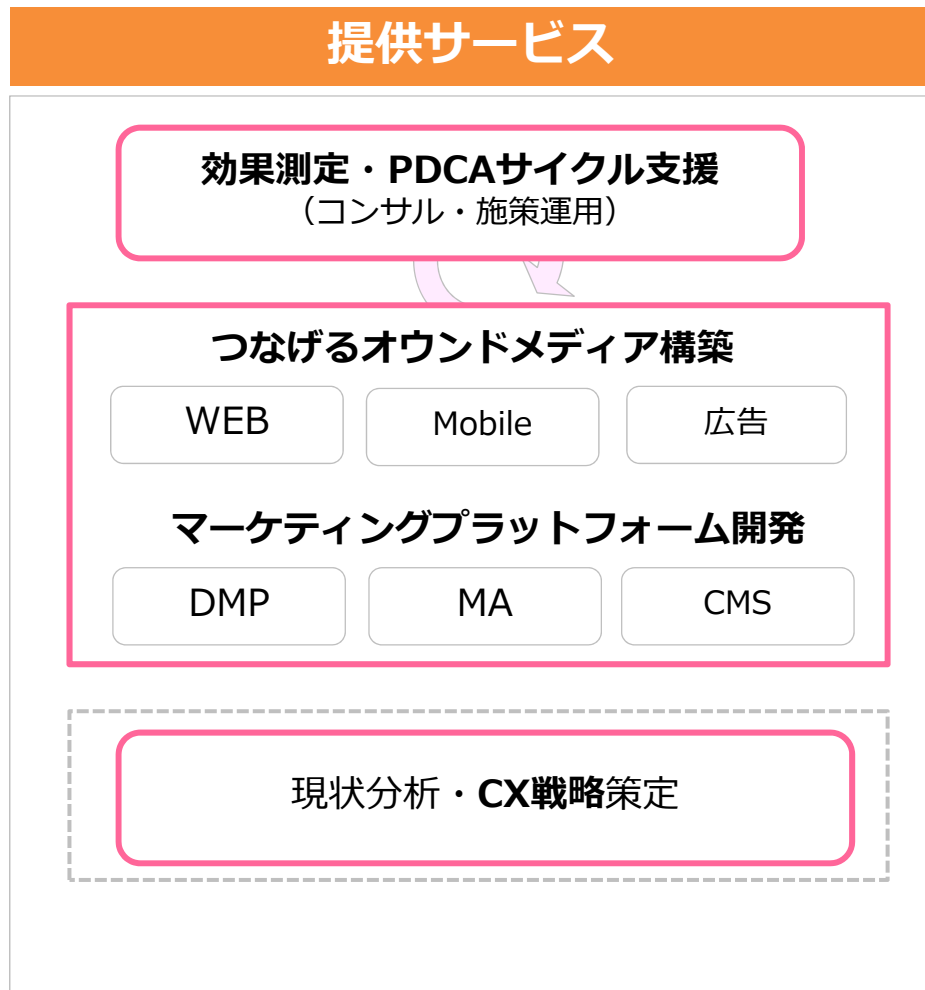 提供サービス
効果測定・PDCAサイクル支援
（コンサル・施策運用）
つなげるオウンドメディア構築
WEB
Mobile
広告
マーケティングプラットフォーム開発
DMP
MA
CMS
現状分析・CX戦略策定